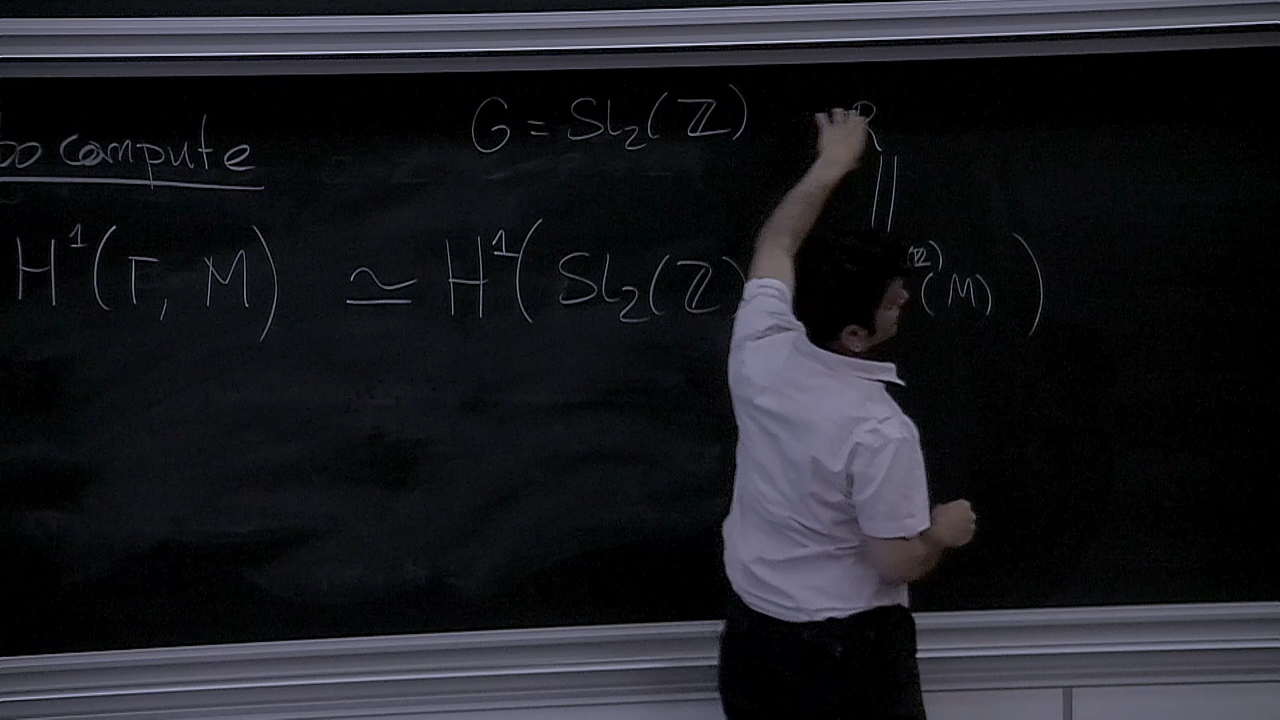 G = SL₂(ℤ) R
to compute
||
H¹(Γ, M) ≃ H¹(SL₂(ℤ) (ℤ)(M))